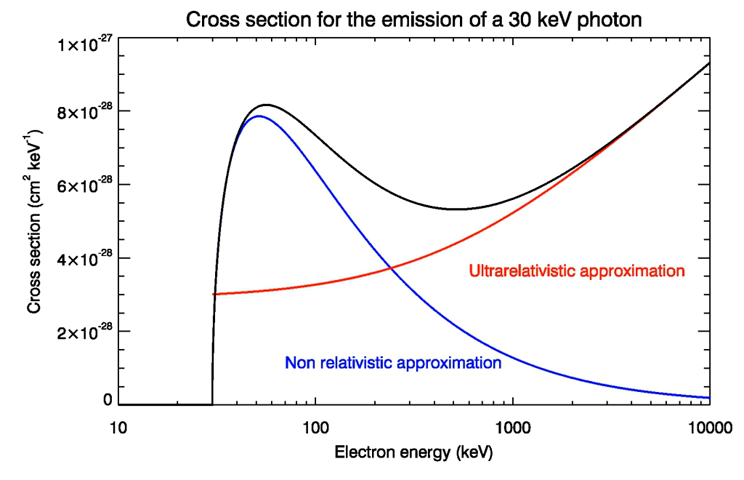 Cross section for the emission of a 30 keV photon
1×10⁻²⁷
8×10⁻²⁸
6×10⁻²⁸
4×10⁻²⁸
2×10⁻²⁸
0
Cross section (cm² keV⁻¹)
Ultrarelativistic approximation
Non relativistic approximation
10 100 1000 10000
Electron energy (keV)